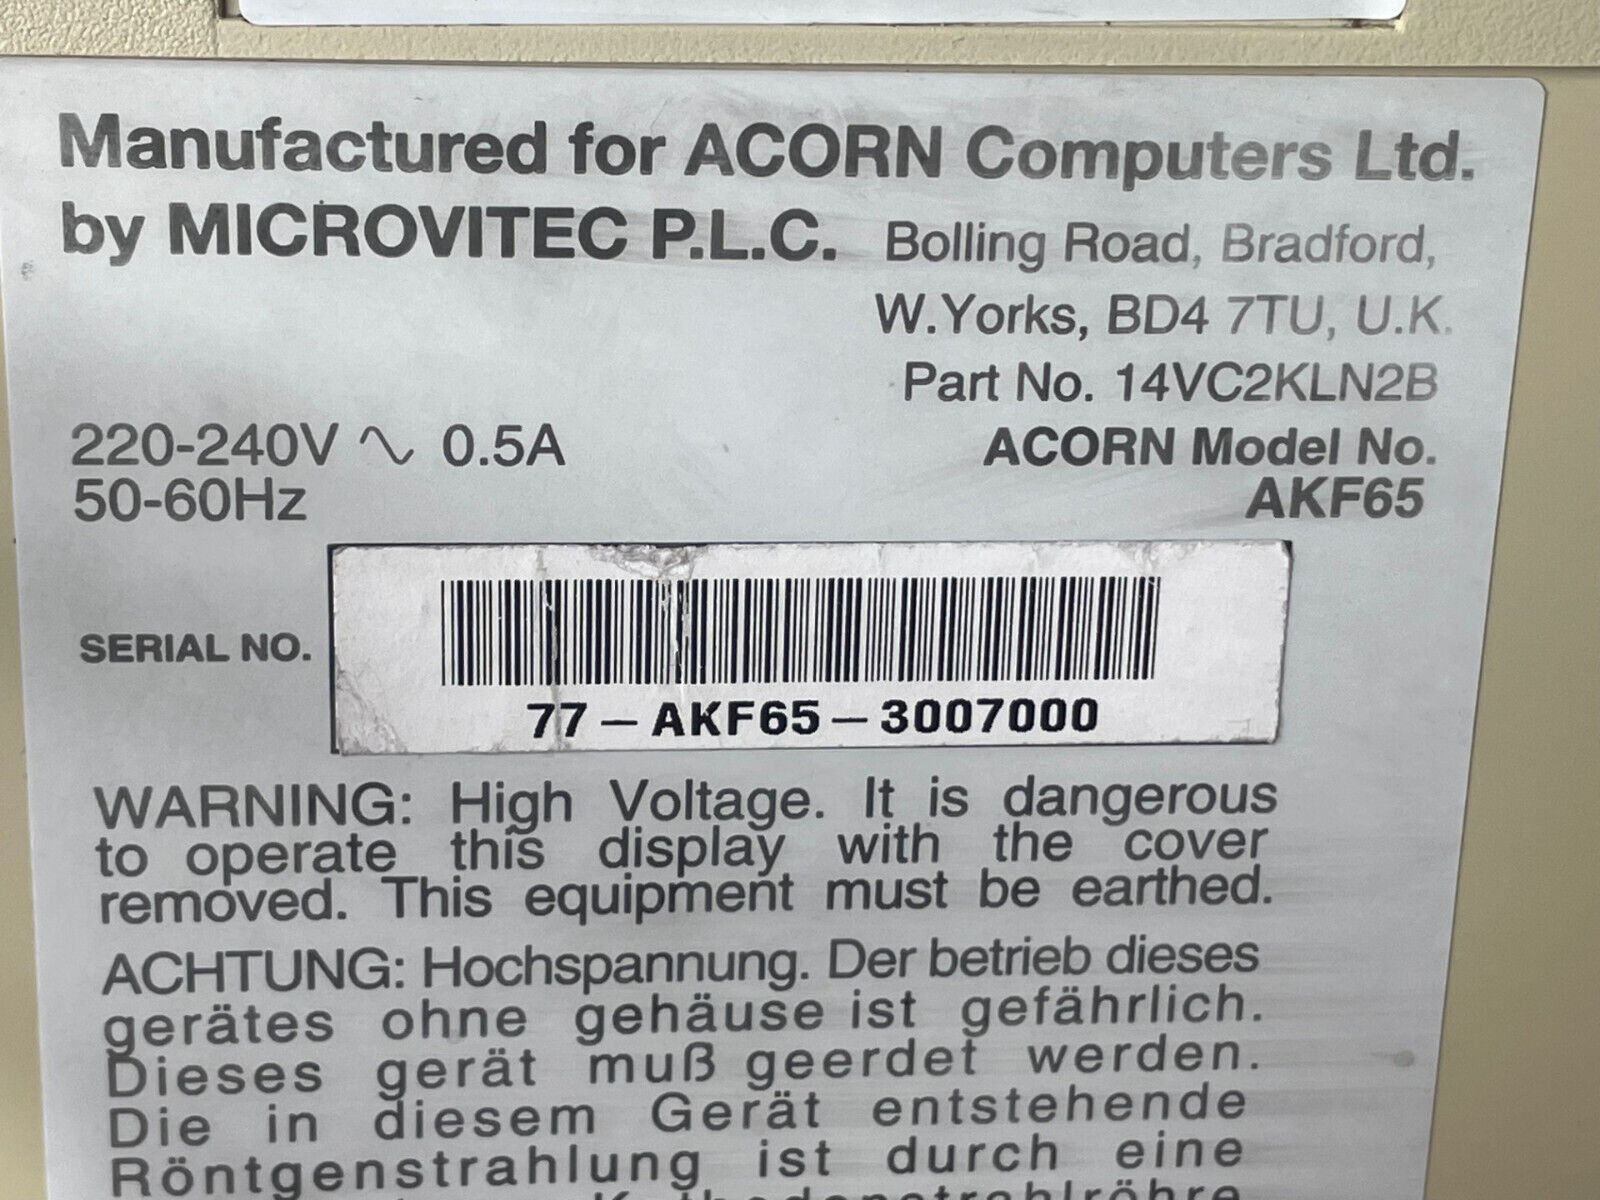 Manufactured for ACORN Computers Ltd.
by MICROVITEC P.L.C. Bolling Road, Bradford,
W.Yorks, BD4 7TU, U.K.
Part No. 14VC2KLN2B
220-240V ∿ 0.5A
ACORN Model No.
50-60Hz
AKF65
SERIAL NO.
77-AKF65-3007000
WARNING: High Voltage. It is dangerous
to operate this display with the cover
removed. This equipment must be earthed.
ACHTUNG: Hochspannung. Der betrieb dieses
gerätes ohne gehäuse ist gefährlich.
Dieses gerät muß geerdet werden.
Die in diesem Gerät entstehende
Röntgenstrahlung ist durch eine